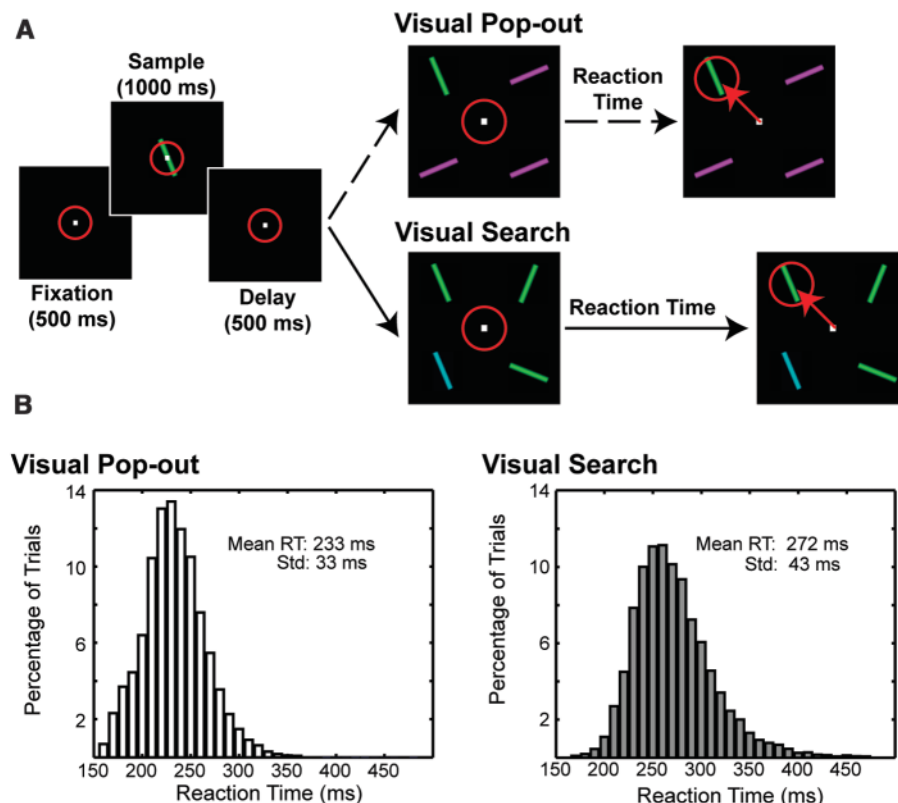 A
Sample
(1000 ms)
Fixation
(500 ms)
Delay
(500 ms)
Visual Pop-out
Reaction
Time
Visual Search
Reaction Time
B
Visual Pop-out
Percentage of Trials
14
10
6
2
Mean RT: 233 ms
Std: 33 ms
150 200 250 300 350 400 450
Reaction Time (ms)
Visual Search
Percentage of Trials
14
10
6
2
Mean RT: 272 ms
Std: 43 ms
150 200 250 300 350 400 450
Reaction Time (ms)